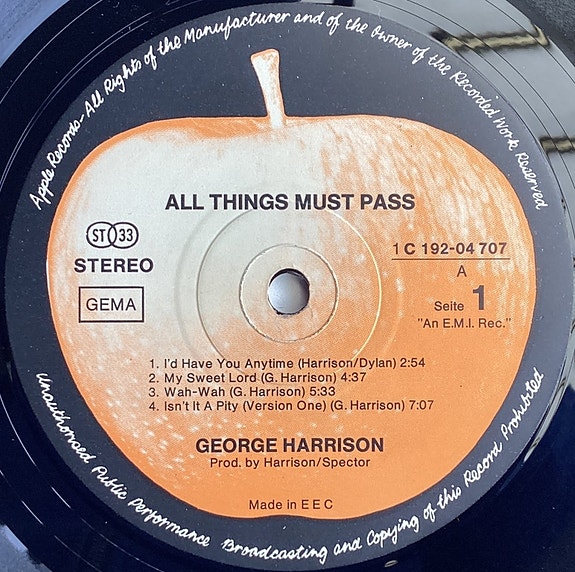 Apple Records-All Rights of the Manufacturer and of the Owner of the Recorded Work Reserved
ALL THINGS MUST PASS
ST 33
STEREO
GEMA
1 C 192-04 707
A
Seite 1
"An E.M.I. Rec."
1. I'd Have You Anytime (Harrison/Dylan) 2:54
2. My Sweet Lord (G. Harrison) 4:37
3. Wah-Wah (G. Harrison) 5:33
4. Isn't It A Pity (Version One) (G. Harrison) 7:07
GEORGE HARRISON
Prod. by Harrison/Spector
Made in E E C
Unauthorised Public Performance Broadcasting and Copying of this Record Prohibited